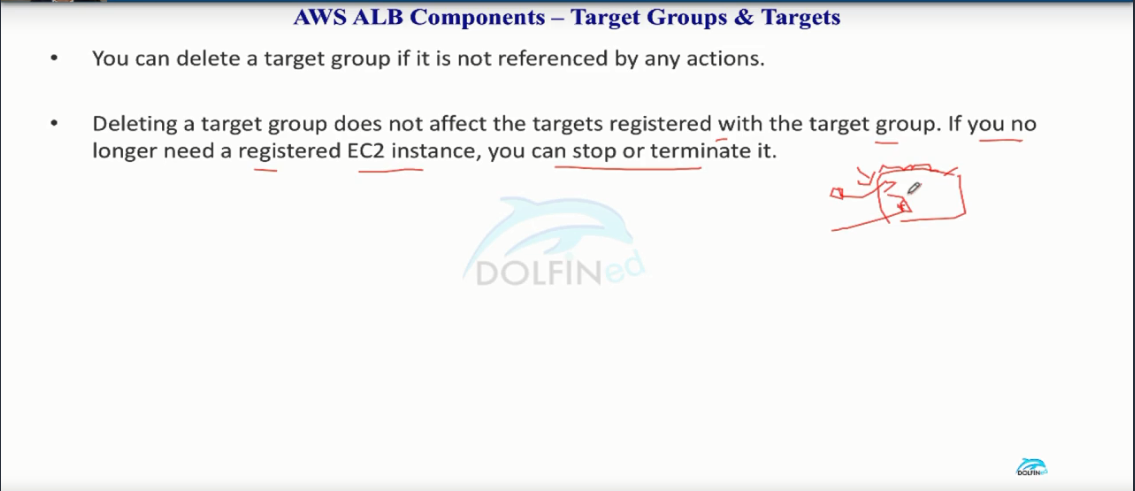 AWS ALB Components – Target Groups & Targets
• You can delete a target group if it is not referenced by any actions.
• Deleting a target group does not affect the targets registered with the target group. If you no
longer need a registered EC2 instance, you can stop or terminate it.
DOLFINed
DOLFINed